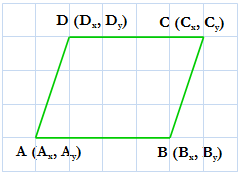 D (Dx, Dy) C (Cx, Cy)
A (Ax, Ay) B (Bx, By)